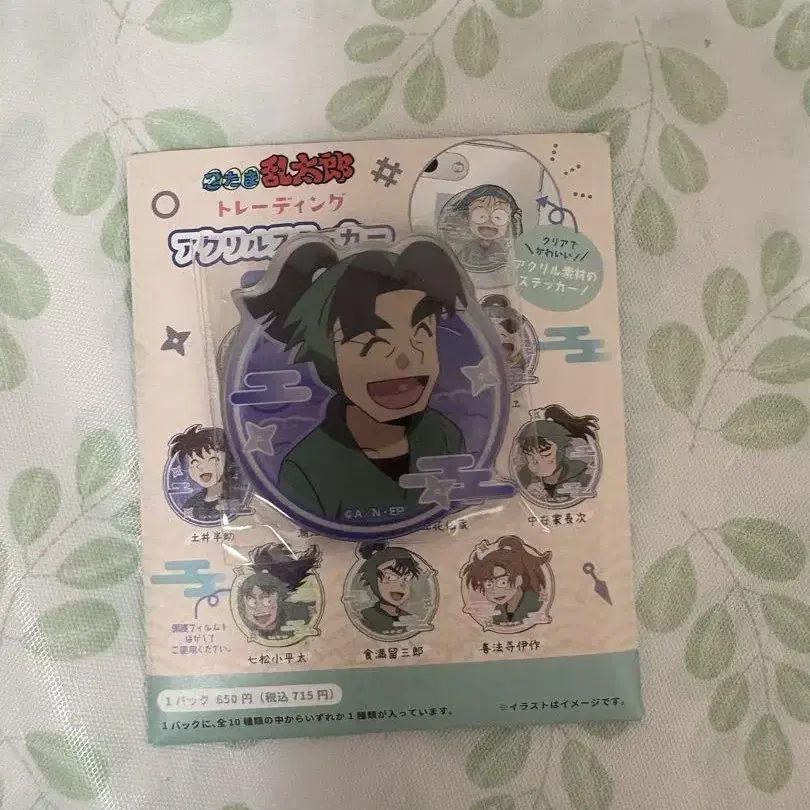 忍たま乱太郎
トレーディング
アクリルステッカー
クリアで
かわいい!
アクリル素材の
ステッカー!
©A/N・EP
土井半助
中在家長次
七松小平太
食満留三郎
善法寺伊作
保護フィルムを
はがして
ご使用ください。
1パック 650円(税込715円)
1パックに、全10種類の中からいずれか1種類が入っています。
※イラストはイメージです。